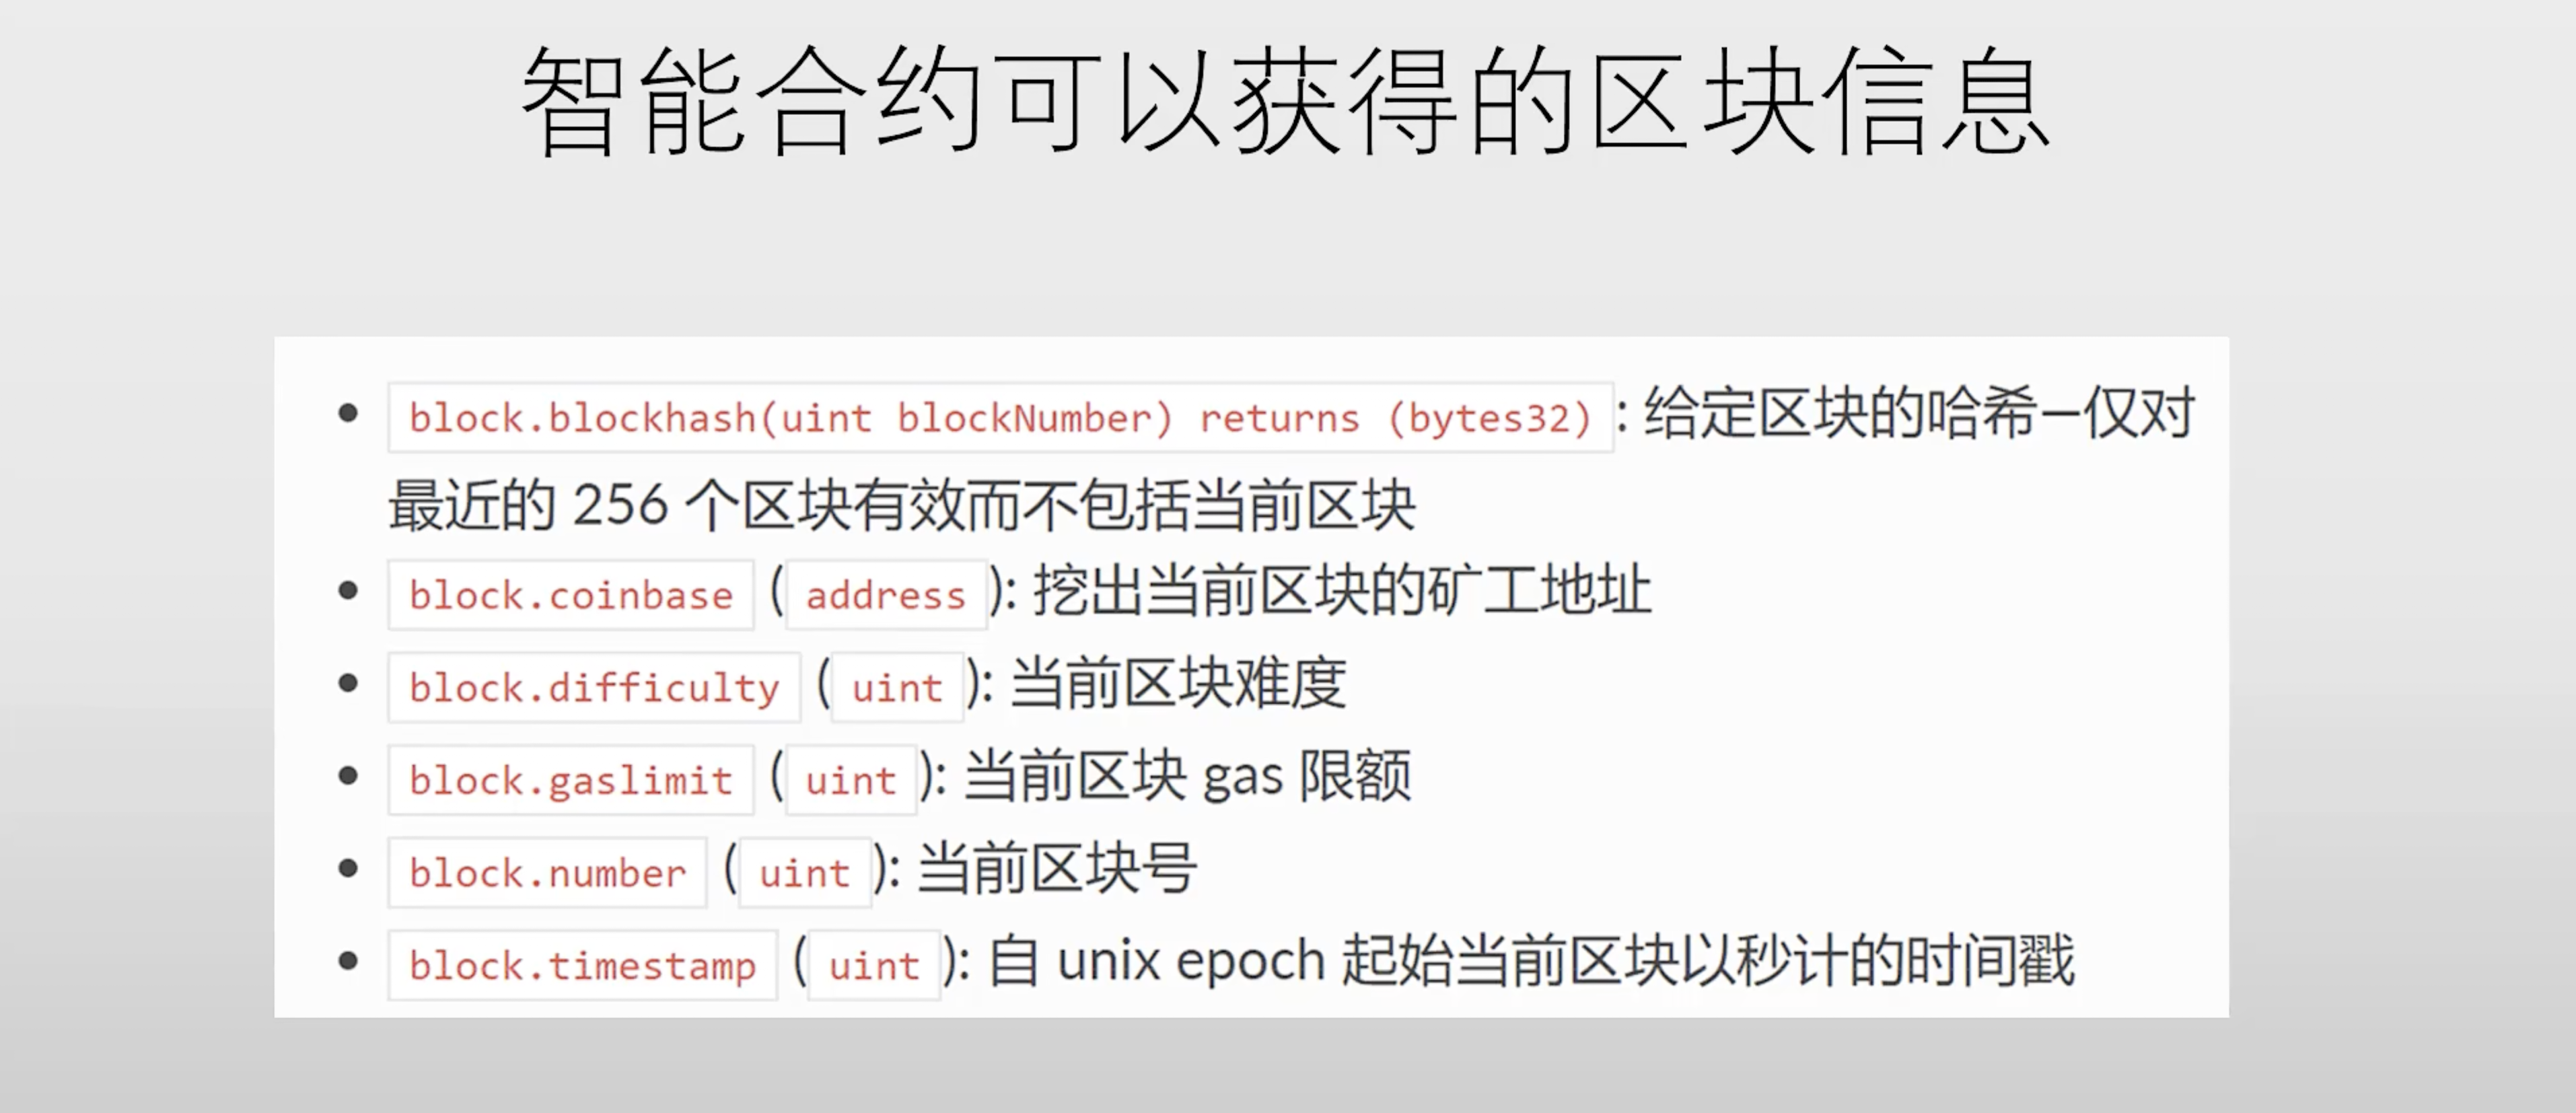 智能合约可以获得的区块信息
block.blockhash(uint blockNumber) returns (bytes32) : 给定区块的哈希—仅对
最近的 256 个区块有效而不包括当前区块
block.coinbase ( address ): 挖出当前区块的矿工地址
block.difficulty ( uint ): 当前区块难度
block.gaslimit ( uint ): 当前区块 gas 限额
block.number ( uint ): 当前区块号
block.timestamp ( uint ): 自 unix epoch 起始当前区块以秒计的时间戳